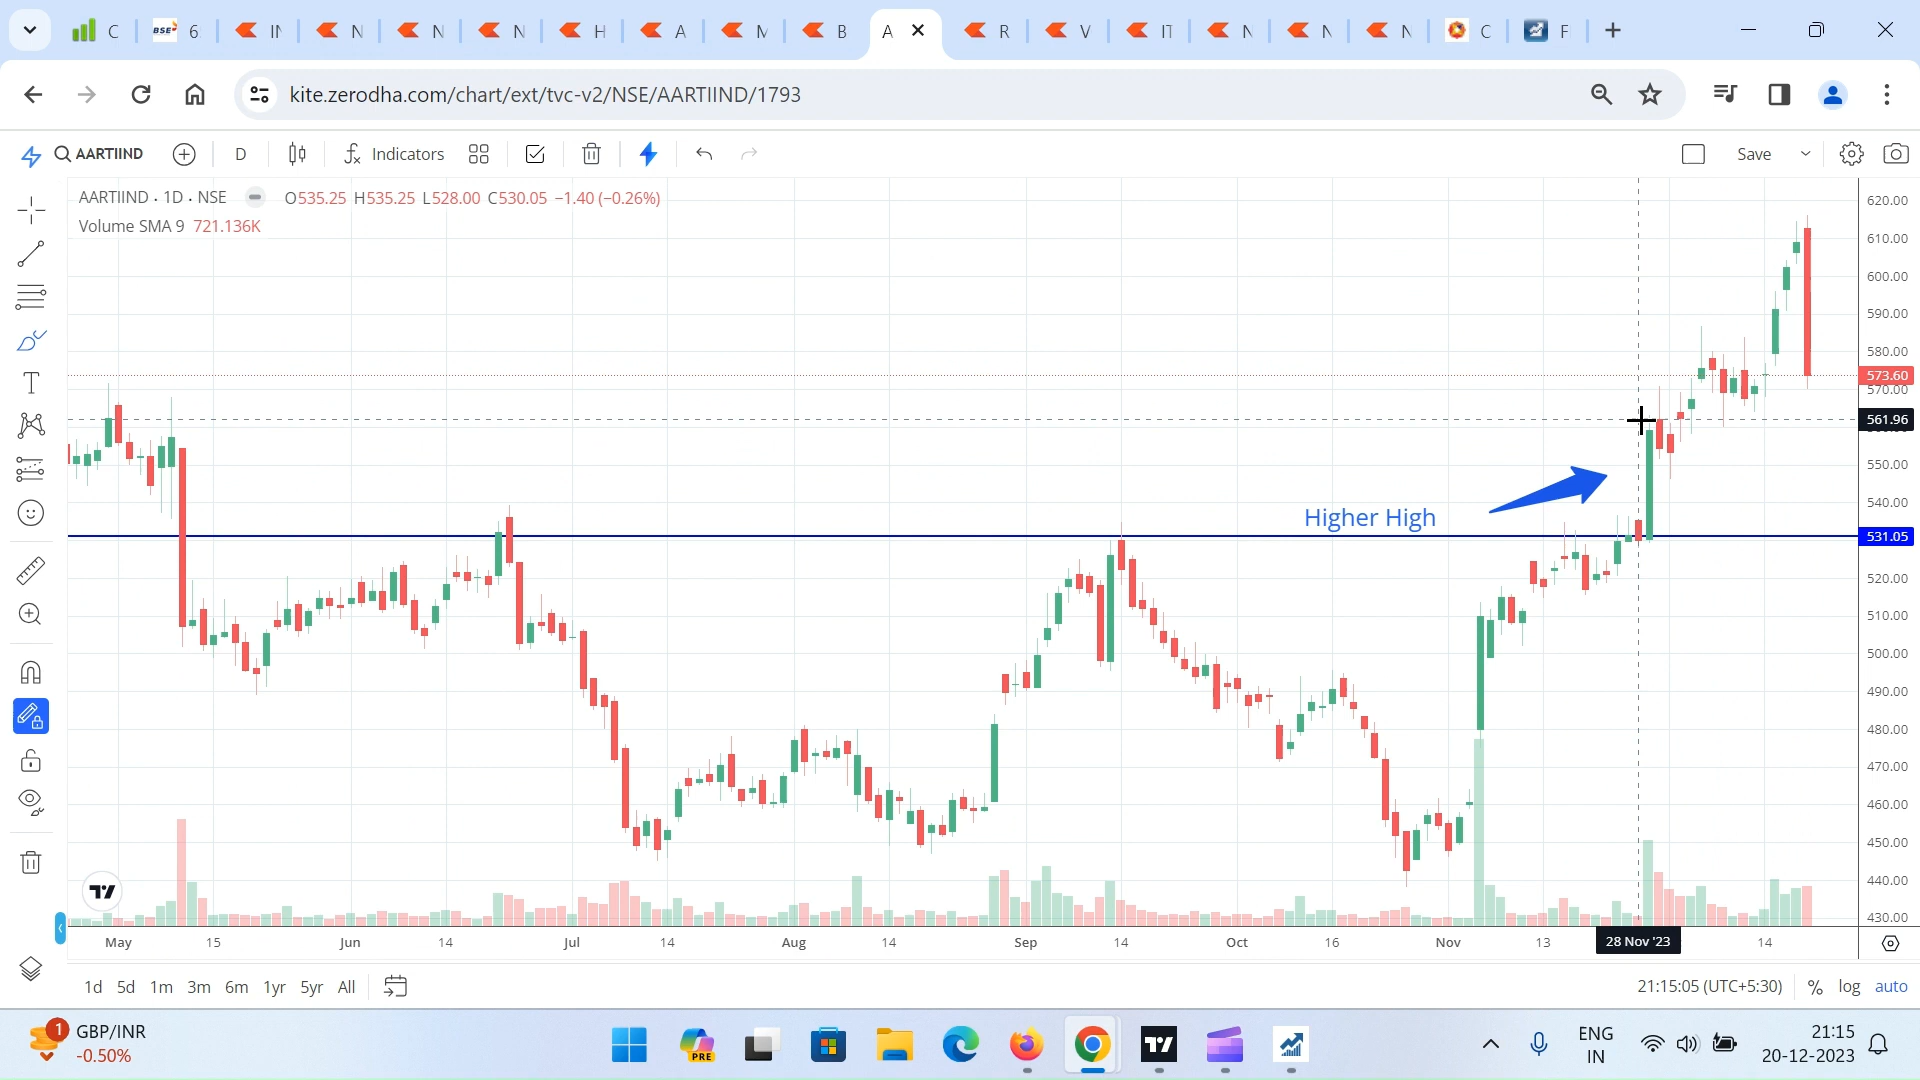 C
BSE 6
IN
N
N
N
H
A
M
B
A
R
V
IT
N
N
N
C
F
kite.zerodha.com/chart/ext/tvc-v2/NSE/AARTIIND/1793
AARTIIND
D
Indicators
Save
AARTIIND · 1D · NSE
O535.25 H535.25 L528.00 C530.05 −1.40 (−0.26%)
Volume SMA 9 721.136K
620.00
610.00
600.00
590.00
580.00
573.60
570.00
561.96
550.00
540.00
Higher High
531.05
520.00
510.00
500.00
490.00
480.00
470.00
460.00
450.00
440.00
430.00
May 15 Jun 14 Jul 14 Aug 14 Sep 14 Oct 16 Nov 13 28 Nov '23 14
1d 5d 1m 3m 6m 1yr 5yr All
21:15:05 (UTC+5:30) % log auto
1
GBP/INR
-0.50%
PRE
ENG
IN
21:15
20-12-2023